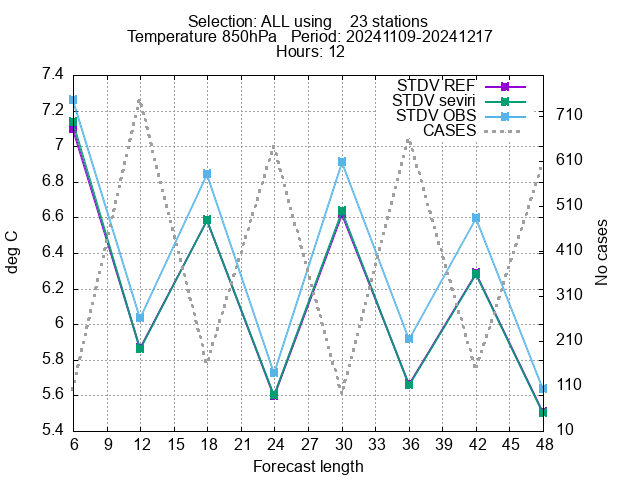 Selection: ALL using    23 stations
Temperature 850hPa   Period: 20241109-20241217
Hours: 12
STDV REF
STDV seviri
STDV OBS
CASES
deg C
7.4
7.2
7
6.8
6.6
6.4
6.2
6
5.8
5.6
5.4
No cases
710
610
510
410
310
210
110
10
6 9 12 15 18 21 24 27 30 33 36 39 42 45 48
Forecast length